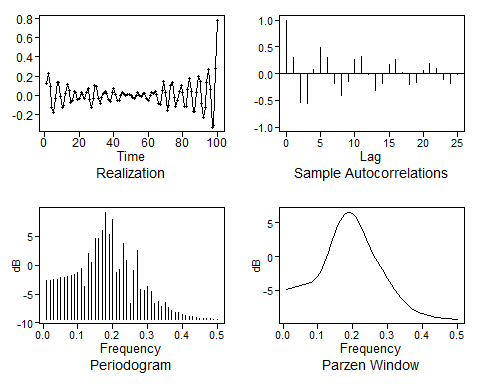 0.8
0.6
0.4
0.2
0.0
-0.2
0 20 40 60 80 100
Time
Realization
1.0
0.5
0.0
-0.5
-1.0
0 5 10 15 20 25
Lag
Sample Autocorrelations
dB
5
0
-5
-10
0.0 0.1 0.2 0.3 0.4 0.5
Frequency
Periodogram
dB
5
0
-5
0.0 0.1 0.2 0.3 0.4 0.5
Frequency
Parzen Window